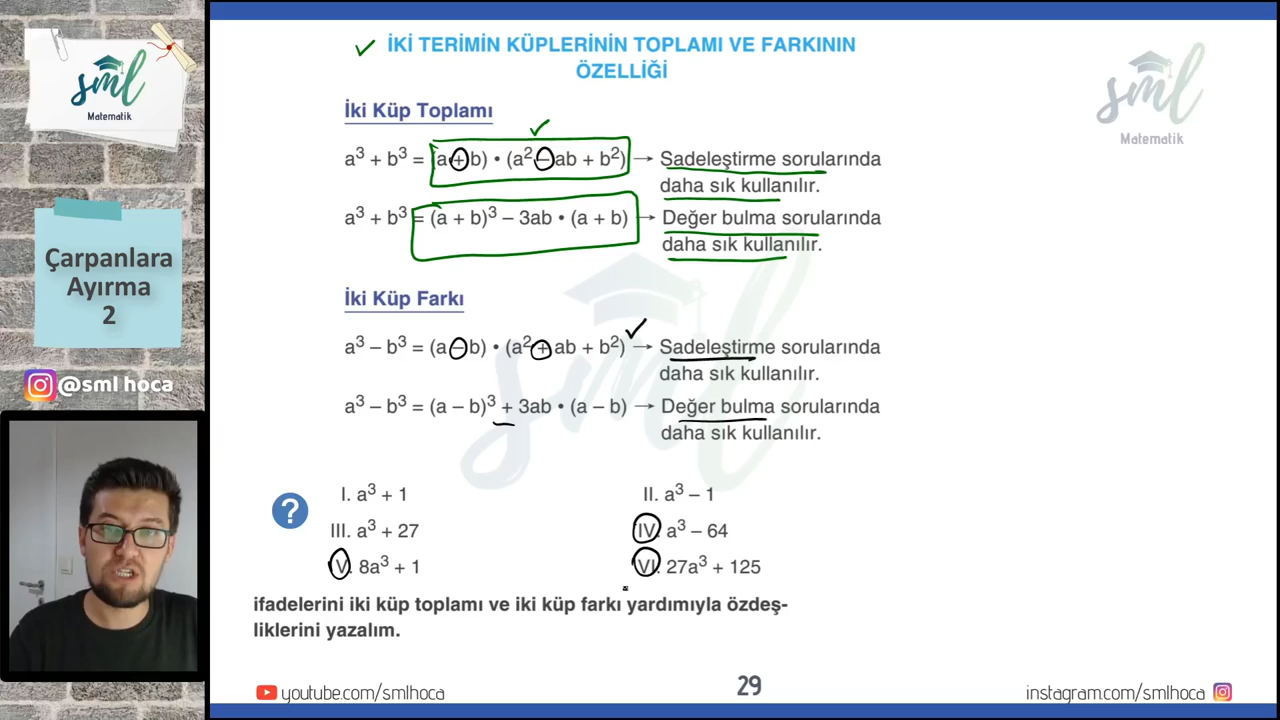 sml
Matematik
Çarpanlara
Ayırma
2
@sml hoca
İKİ TERİMİN KÜPLERİNİN TOPLAMI VE FARKININ
ÖZELLİĞİ
sml
Matematik
İki Küp Toplamı
a³ + b³ = (a + b) • (a² – ab + b²) → Sadeleştirme sorularında
daha sık kullanılır.
a³ + b³ = (a + b)³ – 3ab • (a + b) → Değer bulma sorularında
daha sık kullanılır.
İki Küp Farkı
a³ – b³ = (a – b) • (a² + ab + b²) → Sadeleştirme sorularında
daha sık kullanılır.
a³ – b³ = (a – b)³ + 3ab • (a – b) → Değer bulma sorularında
daha sık kullanılır.
sml
?
I. a³ + 1 II. a³ – 1
III. a³ + 27 IV. a³ – 64
V. 8a³ + 1 VI. 27a³ + 125
ifadelerini iki küp toplamı ve iki küp farkı yardımıyla özdeş-
liklerini yazalım.
youtube.com/smlhoca 29 instagram.com/smlhoca